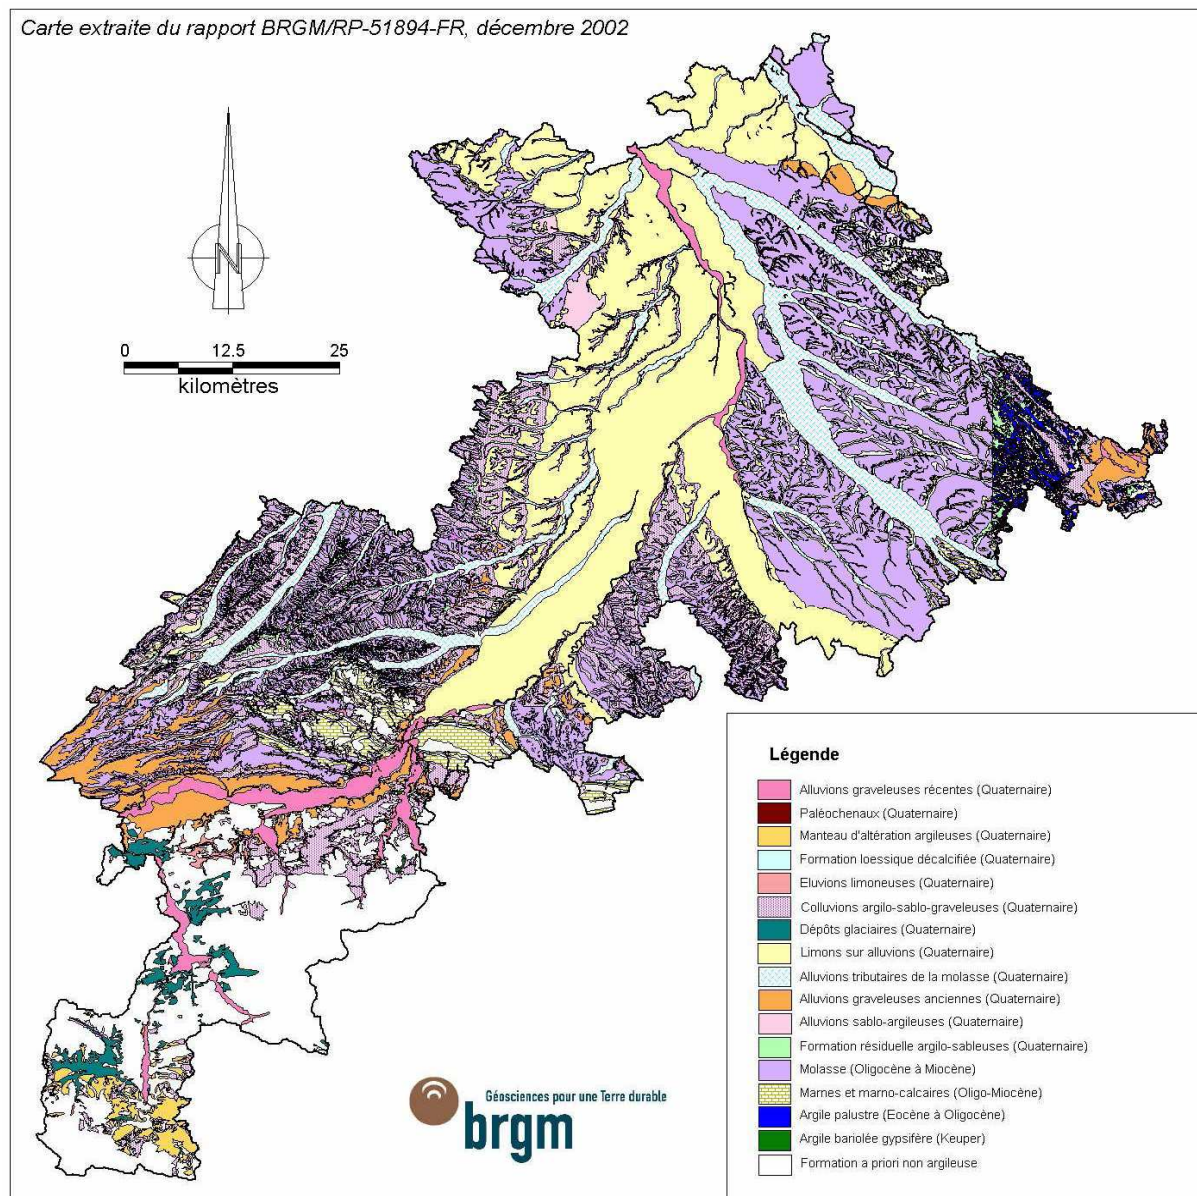 Carte extraite du rapport BRGM/RP-51894-FR, décembre 2002
N
0 12.5 25
kilomètres
Légende
Alluvions graveleuses récentes (Quaternaire)
Paléochenaux (Quaternaire)
Manteau d'altération argileuses (Quaternaire)
Formation loessique décalcifiée (Quaternaire)
Eluvions limoneuses (Quaternaire)
Colluvions argilo-sablo-graveleuses (Quaternaire)
Dépôts glaciaires (Quaternaire)
Limons sur alluvions (Quaternaire)
Alluvions tributaires de la molasse (Quaternaire)
Alluvions graveleuses anciennes (Quaternaire)
Alluvions sablo-argileuses (Quaternaire)
Formation résiduelle argilo-sableuses (Quaternaire)
Molasse (Oligocène à Miocène)
Marnes et marno-calcaires (Oligo-Miocène)
Argile palustre (Eocène à Oligocène)
Argile bariolée gypsifère (Keuper)
Formation a priori non argileuse
Géosciences pour une Terre durable
brgm